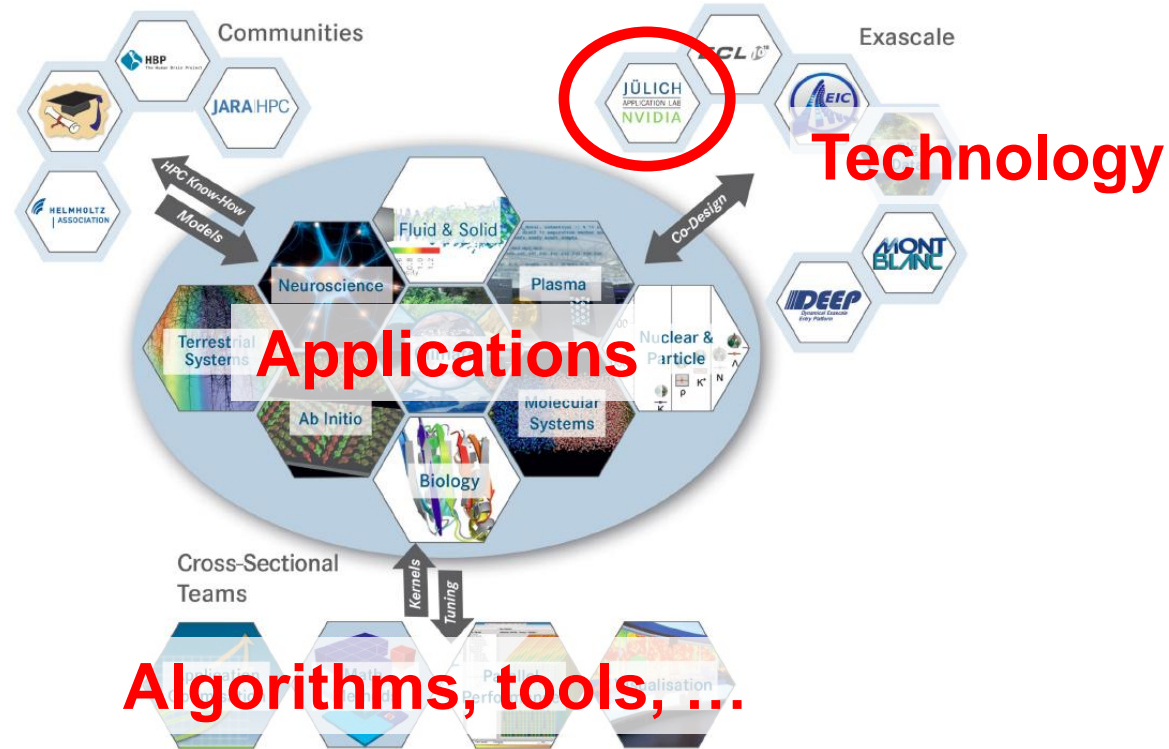 Communities
HBP
The Human Brain Project
JARA|HPC
HELMHOLTZ
ASSOCIATION
HPC Know-How
Models
Exascale
JÜLICH
APPLICATION LAB
NVIDIA
EIC
Technology
Co-Design
MONT
BLANC
DEEP
Dynamical Exascale
Entry Platform
Fluid & Solid
Neuroscience
Plasma
Terrestrial
Systems
Applications
Nuclear &
Particle
Ab Initio
Molecular
Systems
Biology
Cross-Sectional
Teams
Kernels
Tuning
Algorithms, tools, …